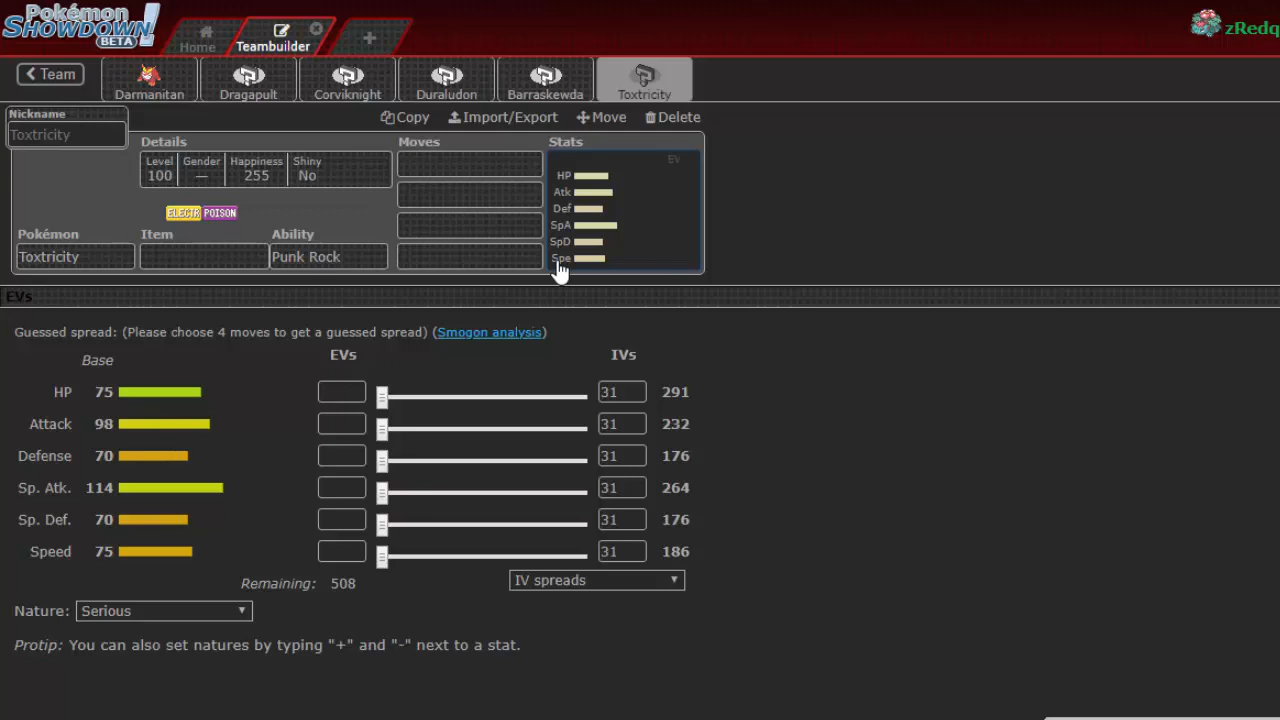 Pokémon
SHOWDOWN!
BETA
Home
Teambuilder
+
zRedq
< Team
Darmanitan
Dragapult
Corviknight
Duraludon
Barraskewda
Toxtricity
Nickname
Toxtricity
Copy
Import/Export
Move
Delete
Details
Moves
Stats
Level
Gender
Happiness
Shiny
100
—
255
No
ELECTR
POISON
EV
HP
Atk
Def
SpA
SpD
Spe
Pokémon
Item
Ability
Toxtricity
Punk Rock
EVs
Guessed spread: (Please choose 4 moves to get a guessed spread) (Smogon analysis)
Base
EVs
IVs
HP 75 31 291
Attack 98 31 232
Defense 70 31 176
Sp. Atk. 114 31 264
Sp. Def. 70 31 176
Speed 75 31 186
Remaining: 508
IV spreads
Nature: Serious
Protip: You can also set natures by typing "+" and "-" next to a stat.